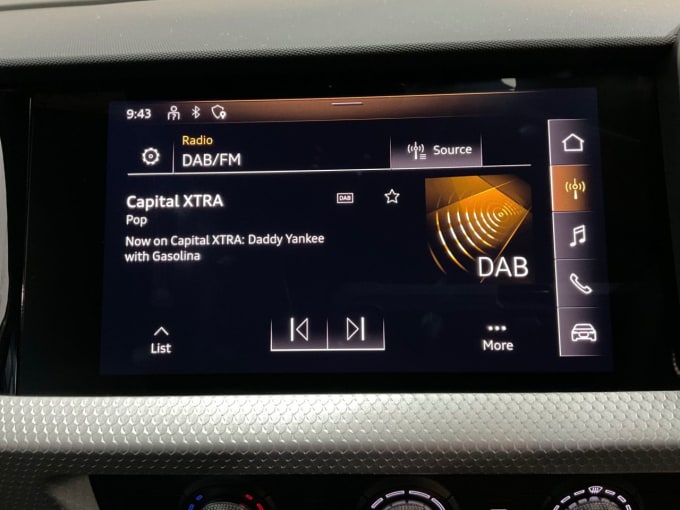 9:43
Radio
DAB/FM
Source
Capital XTRA
DAB
Pop
Now on Capital XTRA: Daddy Yankee
with Gasolina
DAB
List
More